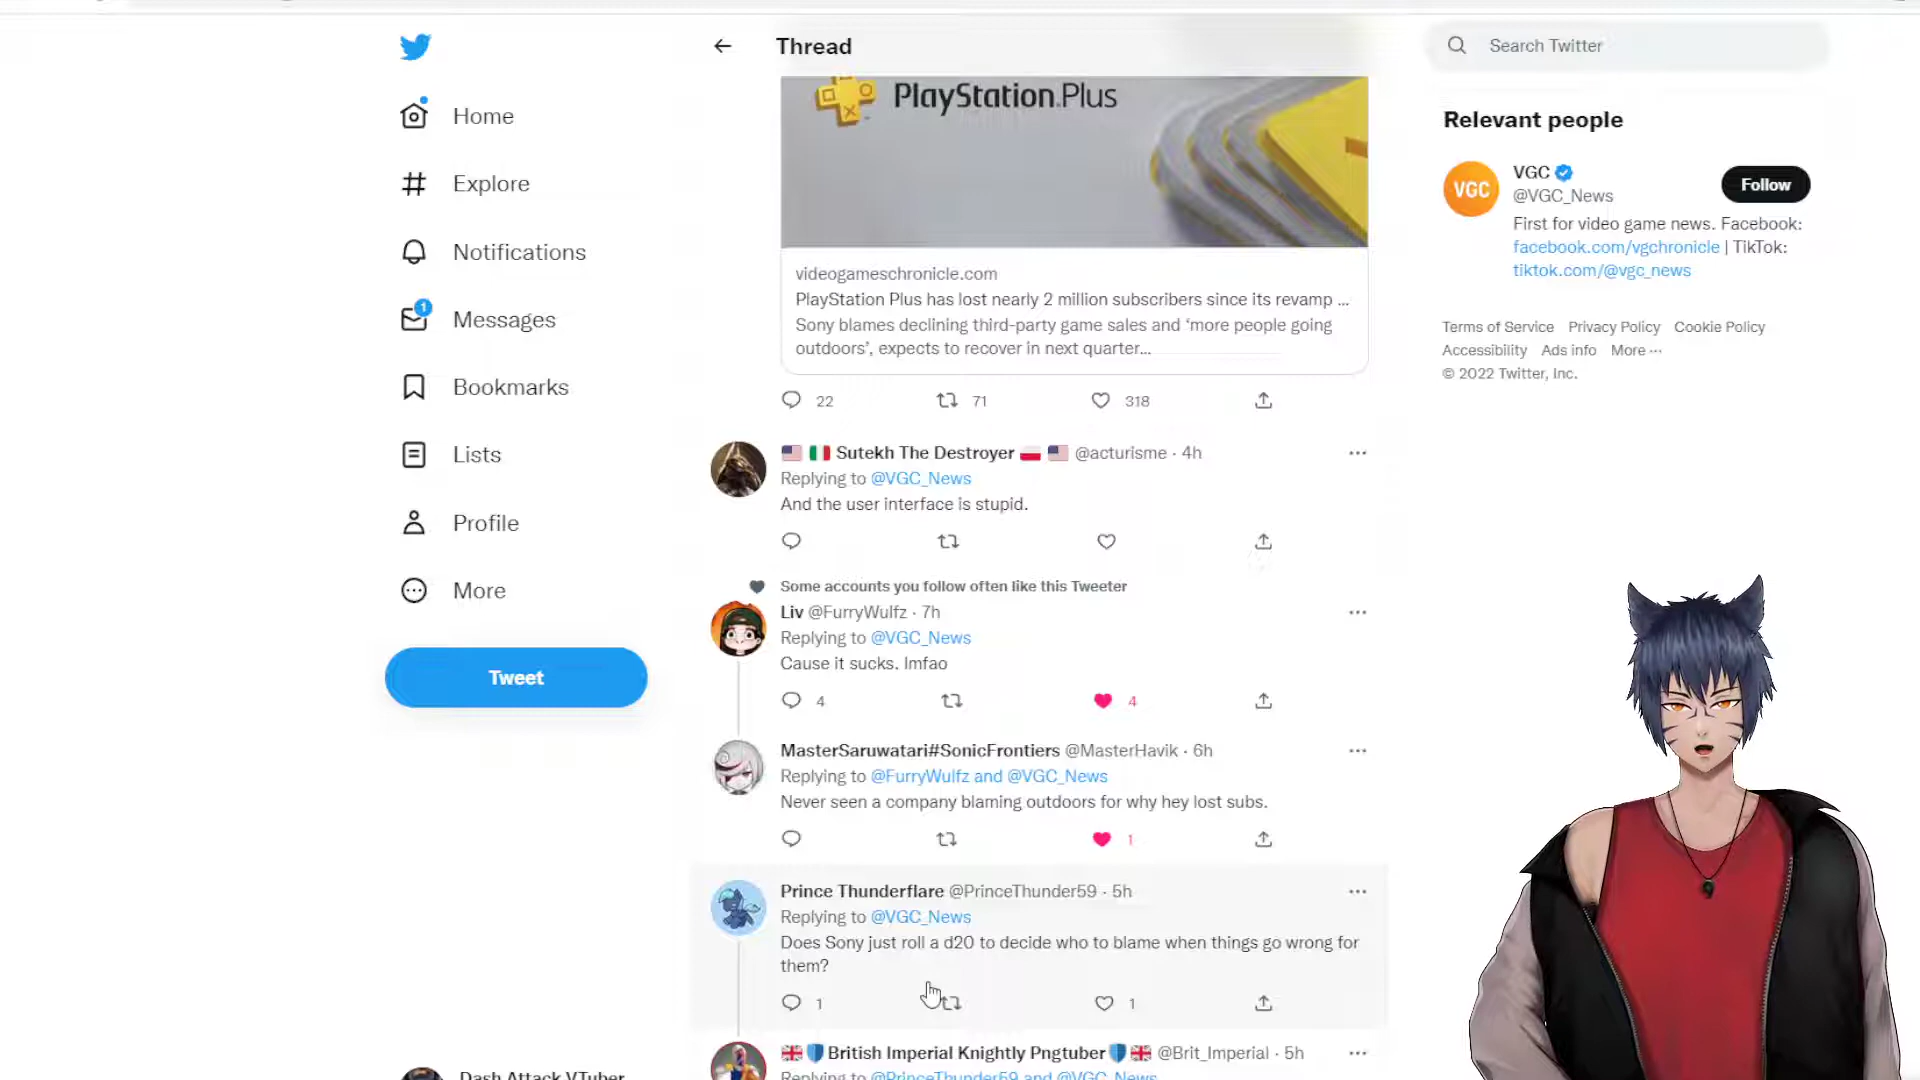 Home
Explore
Notifications
1
Messages
Bookmarks
Lists
Profile
More
Tweet
Dash Attack VTuber
Thread
PlayStation.Plus
videogameschronicle.com
PlayStation Plus has lost nearly 2 million subscribers since its revamp ...
Sony blames declining third-party game sales and ‘more people going
outdoors’, expects to recover in next quarter...
22 71 318
Sutekh The Destroyer @acturisme · 4h
Replying to @VGC_News
And the user interface is stupid.
Some accounts you follow often like this Tweeter
Liv @FurryWulfz · 7h
Replying to @VGC_News
Cause it sucks. lmfao
4 4
MasterSaruwatari#SonicFrontiers @MasterHavik · 6h
Replying to @FurryWulfz and @VGC_News
Never seen a company blaming outdoors for why hey lost subs.
1
Prince Thunderflare @PrinceThunder59 · 5h
Replying to @VGC_News
Does Sony just roll a d20 to decide who to blame when things go wrong for
them?
1 1
British Imperial Knightly Pngtuber @Brit_Imperial · 5h
Replying to @PrinceThunder59 and @VGC_News
Search Twitter
Relevant people
VGC
VGC
@VGC_News
Follow
First for video game news. Facebook:
facebook.com/vgchronicle | TikTok:
tiktok.com/@vgc_news
Terms of Service Privacy Policy Cookie Policy
Accessibility Ads info More ...
© 2022 Twitter, Inc.